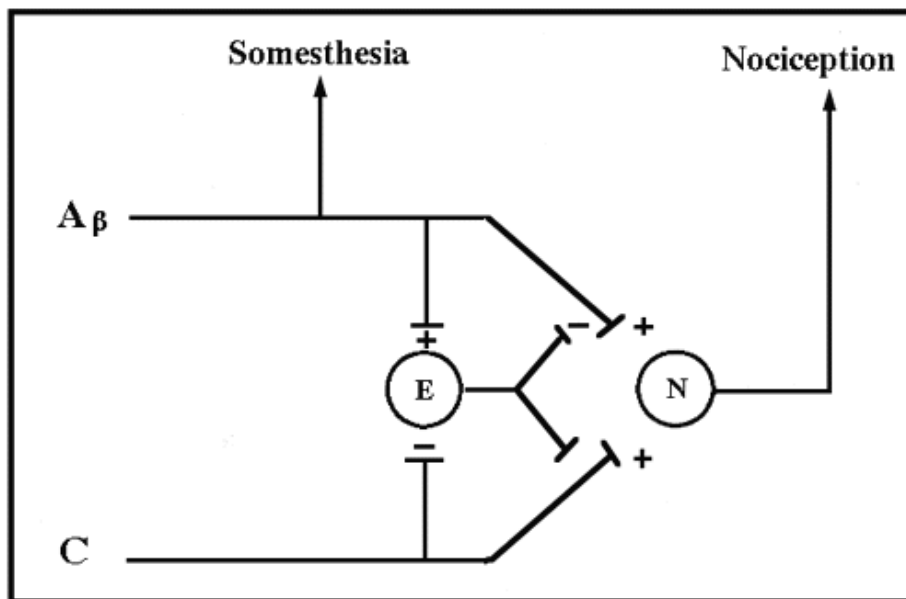 Somesthesia
Nociception
Aβ
+
− +
E
N
−
+
C